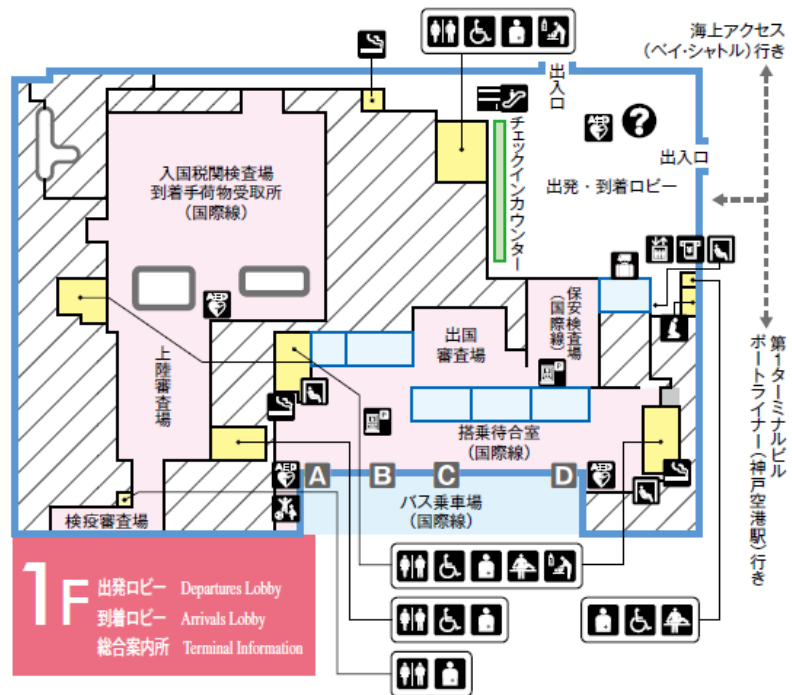 海上アクセス
(ベイ・シャトル)行き
出入口
AED
?
チェックインカウンター
出入口
出発・到着ロビー
入国税関検査場
到着手荷物受取所
(国際線)
AED
保安検査場
(国際線)
出国
審査場
上陸審査場
第1ターミナルビル
ポートライナー(神戸空港駅)行き
搭乗待合室
(国際線)
AED
A
B
C
D
AED
バス乗車場
(国際線)
検疫審査場
1F
出発ロビー Departures Lobby
到着ロビー Arrivals Lobby
総合案内所 Terminal Information